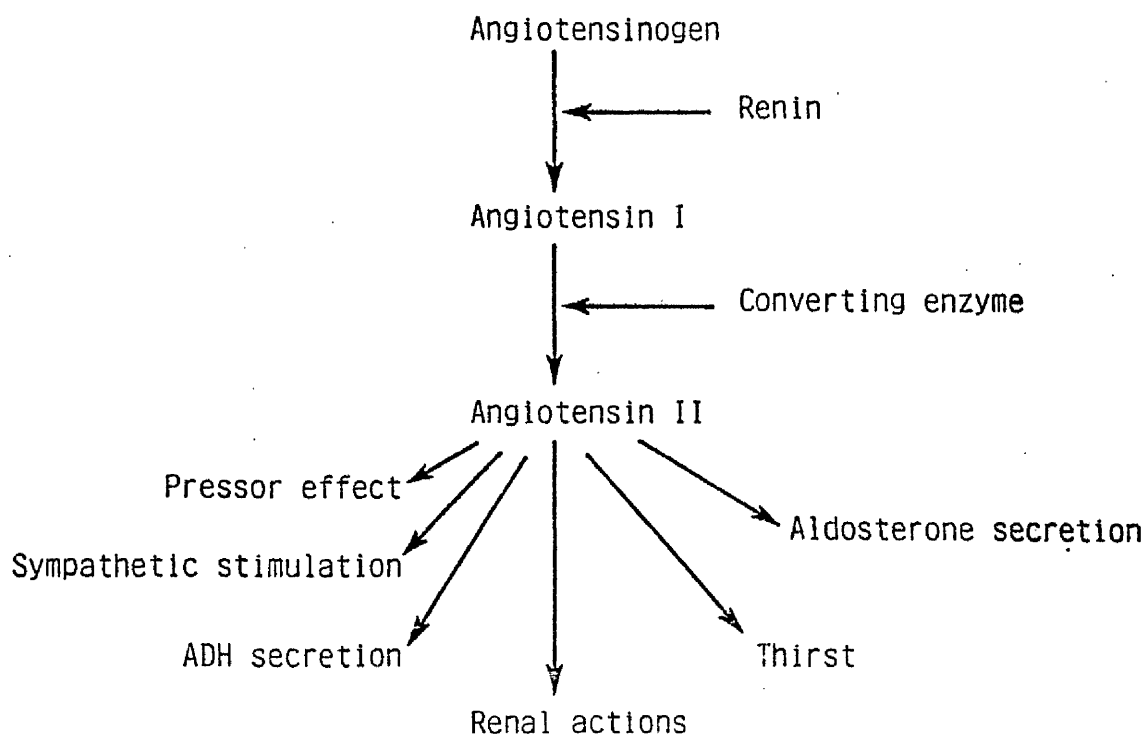 Angiotensinogen
Renin
Angiotensin I
Converting enzyme
Angiotensin II
Pressor effect
Aldosterone secretion
Sympathetic stimulation
ADH secretion
Thirst
Renal actions